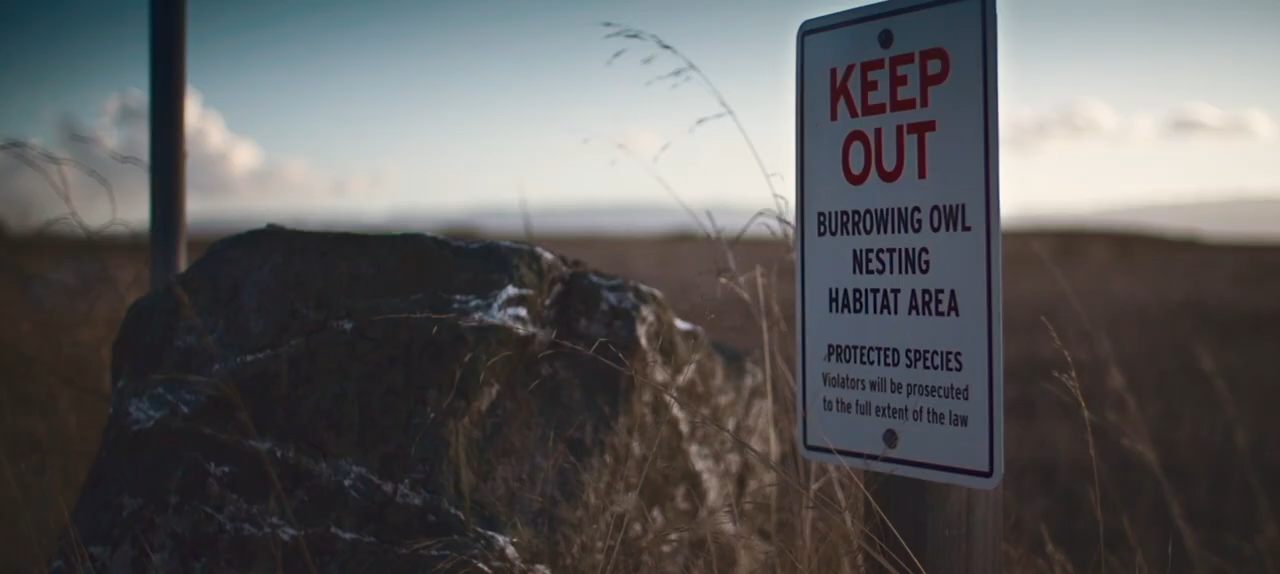 KEEP
OUT
BURROWING OWL
NESTING
HABITAT AREA
PROTECTED SPECIES
Violators will be prosecuted
to the full extent of the law